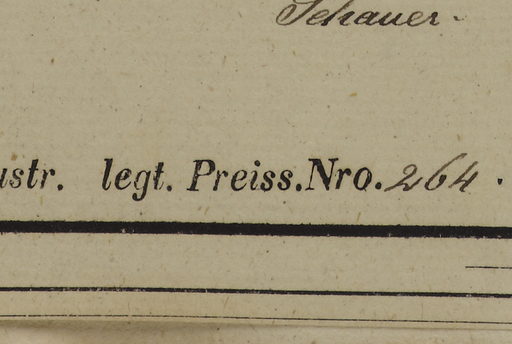 Schauer.
ustr. legt. Preiss.Nro. 264.